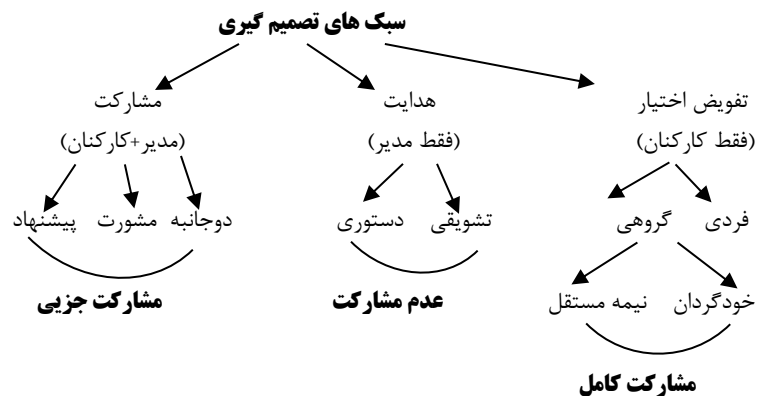 سبک های تصمیم گیری
تفویض اختیار
هدایت
مشارکت
(فقط کارکنان)
(فقط مدیر)
(مدیر+کارکنان)
فردی
گروهی
تشویقی
دستوری
دوجانبه
مشورت
پیشنهاد
خودگردان
نیمه مستقل
عدم مشارکت
مشارکت جزیی
مشارکت کامل